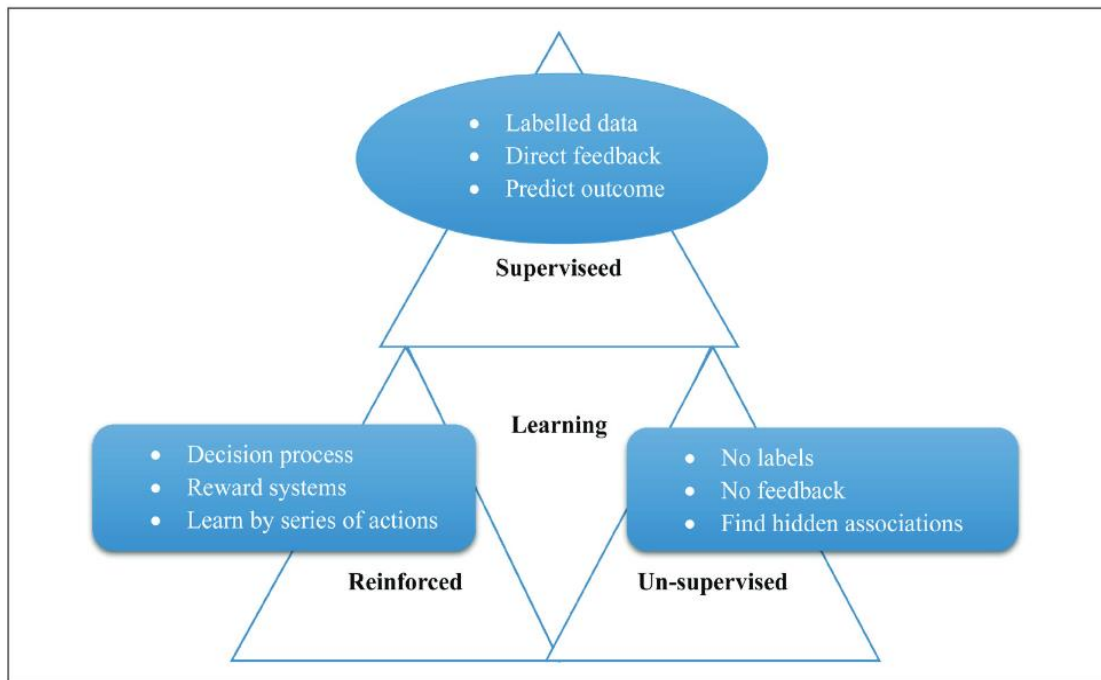 • Labelled data
• Direct feedback
• Predict outcome
Superviseed
Learning
• Decision process
• Reward systems
• Learn by series of actions
Reinforced
• No labels
• No feedback
• Find hidden associations
Un-supervised